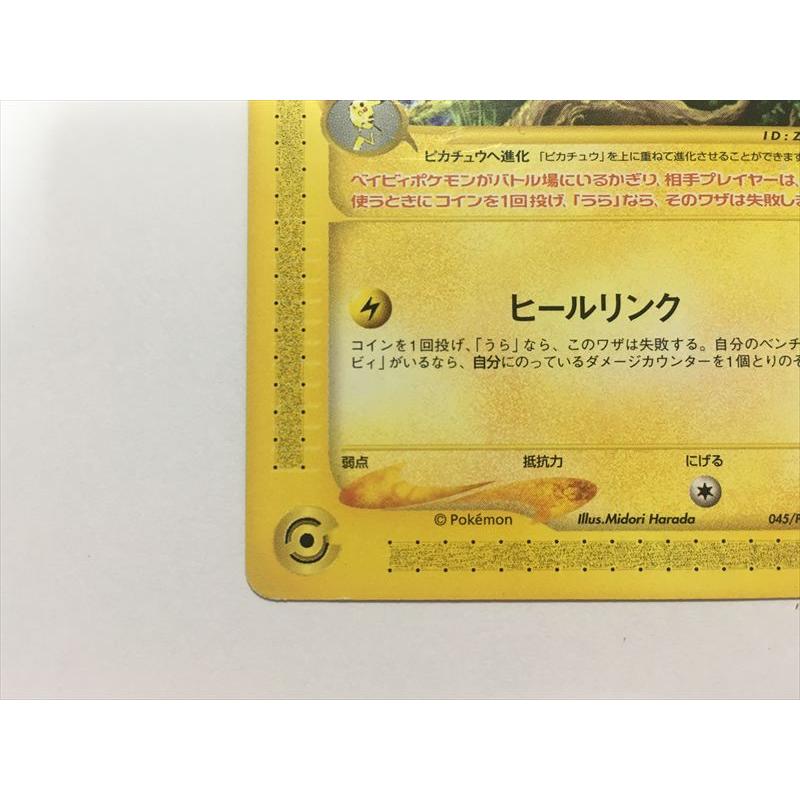 ID:Z
ピカチュウへ進化 「ピカチュウ」を上に重ねて進化させることができます
ベイビィポケモンがバトル場にいるかぎり、相手プレイヤーは、
使うときにコインを1回投げ、「うら」なら、そのワザは失敗しま
ヒールリンク
コインを1回投げ、「うら」なら、このワザは失敗する。自分のベンチ
ビィ」がいるなら、自分にのっているダメージカウンターを1個とりのぞ
弱点 抵抗力 にげる
© Pokémon Illus.Midori Harada 045/P